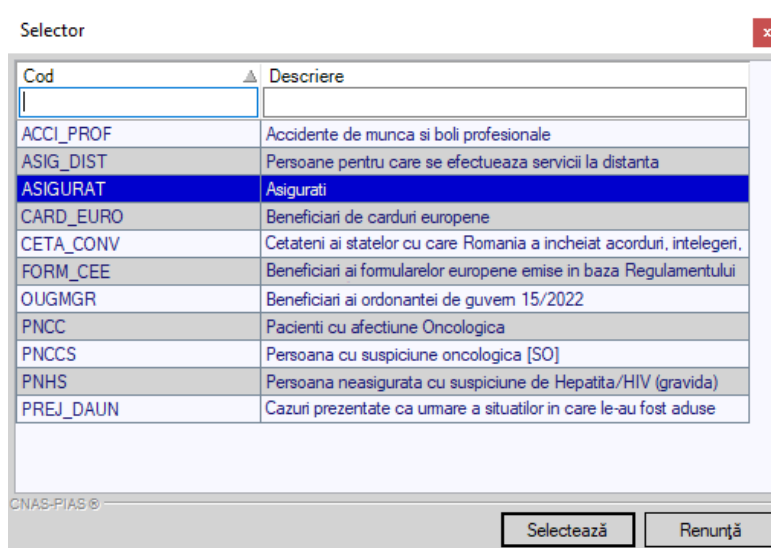 Selector
x
Cod Descriere
ACCI_PROF Accidente de munca si boli profesionale
ASIG_DIST Persoane pentru care se efectueaza servicii la distanta
ASIGURAT Asigurati
CARD_EURO Beneficiari de carduri europene
CETA_CONV Cetateni ai statelor cu care Romania a incheiat acorduri, intelegeri,
FORM_CEE Beneficiari ai formularelor europene emise in baza Regulamentului
OUGMGR Beneficiari ai ordonantei de guvern 15/2022
PNCC Pacienti cu afectiune Oncologica
PNCCS Persoana cu suspiciune oncologica [SO]
PNHS Persoana neasigurata cu suspiciune de Hepatita/HIV (gravida)
PREJ_DAUN Cazuri prezentate ca urmare a situatilor in care le-au fost aduse
CNAS-PIAS ®
Selectează Renunţă